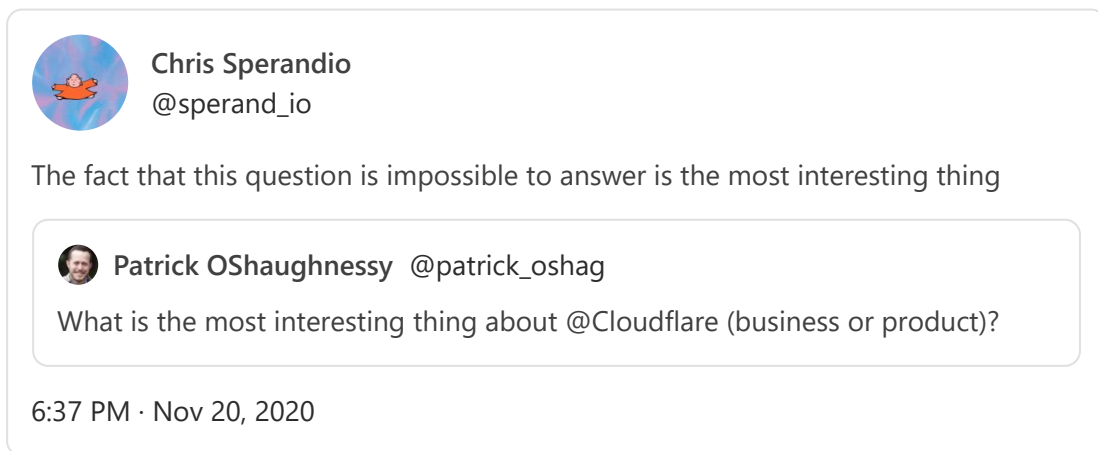 Chris Sperandio
@sperand_io
The fact that this question is impossible to answer is the most interesting thing
Patrick OShaughnessy @patrick_oshag
What is the most interesting thing about @Cloudflare (business or product)?
6:37 PM · Nov 20, 2020